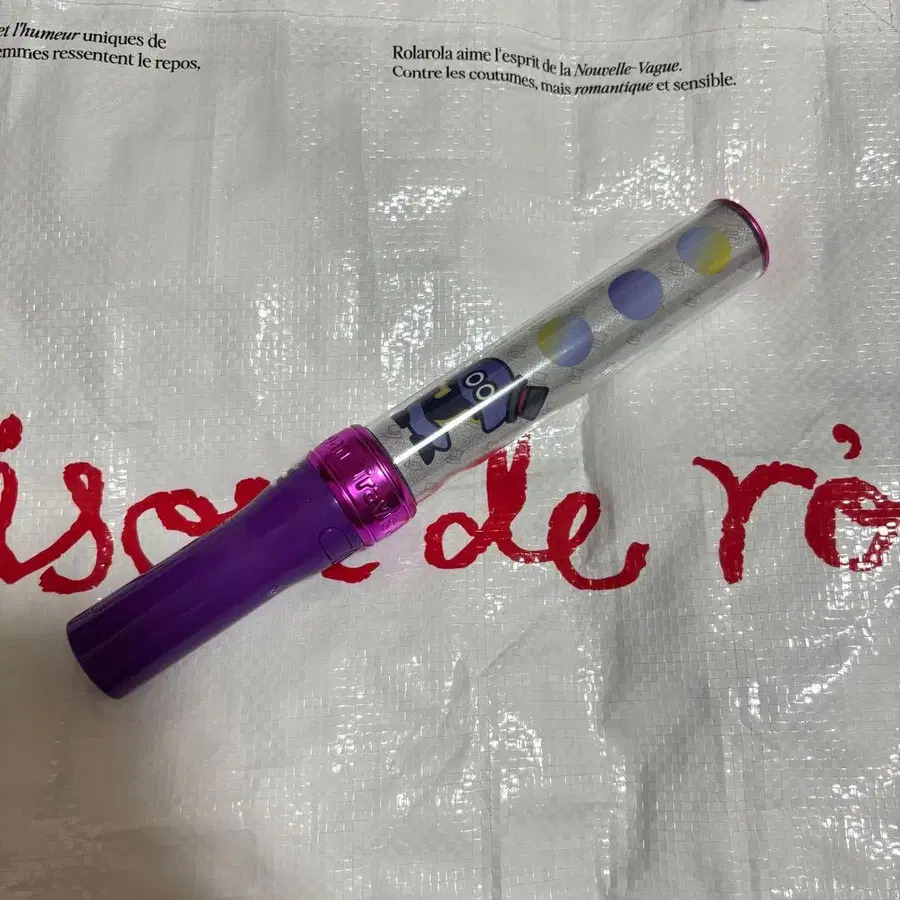 et l'humeur uniques de
emmes ressentent le repos,
Rolarola aime l'esprit de la Nouvelle-Vague.
Contre les coutumes, mais romantique et sensible.
de